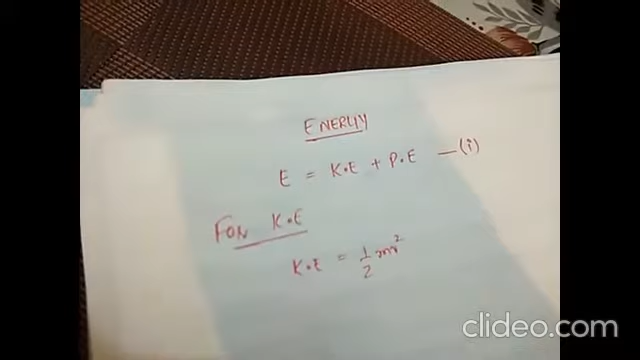 ENERGY
E = K.E + P.E —(i)
FOR K.E
K.E = 1/2 mv²
clideo.com